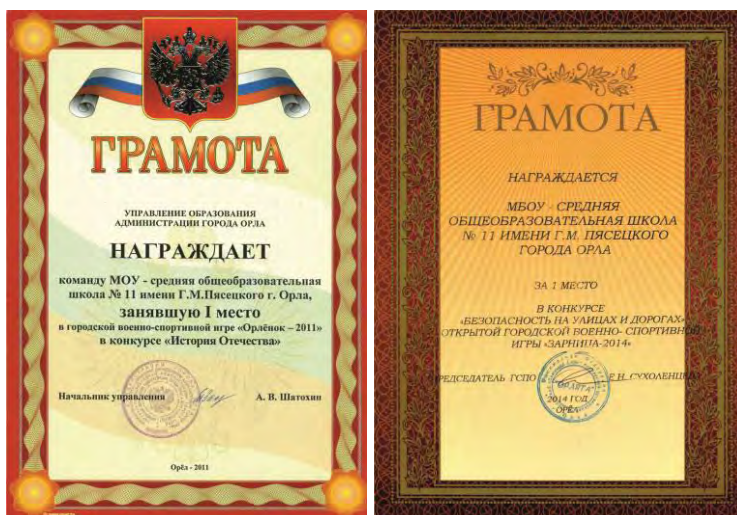 ГРАМОТА
УПРАВЛЕНИЕ ОБРАЗОВАНИЯ
АДМИНИСТРАЦИИ ГОРОДА ОРЛА
НАГРАЖДАЕТ
команду МОУ - средняя общеобразовательная
школа № 11 имени Г.М.Пясецкого г. Орла,
занявшую I место
в городской военно-спортивной игре «Орлёнок – 2011»
в конкурсе «История Отечества»
Начальник управления А. В. Шатохин
Орёл - 2011
ГРАМОТА
НАГРАЖДАЕТСЯ
МБОУ - СРЕДНЯЯ
ОБЩЕОБРАЗОВАТЕЛЬНАЯ ШКОЛА
№ 11 ИМЕНИ Г.М. ПЯСЕЦКОГО
ГОРОДА ОРЛА
ЗА 1 МЕСТО
В КОНКУРСЕ
«БЕЗОПАСНОСТЬ НА УЛИЦАХ И ДОРОГАХ»
ОТКРЫТОЙ ГОРОДСКОЙ ВОЕННО- СПОРТИВНОЙ
ИГРЫ «ЗАРНИЦА-2014»
ПРЕДСЕДАТЕЛЬ ГСПО
"ОРЛЯТА"
2014 ГОД
ОРЁЛ